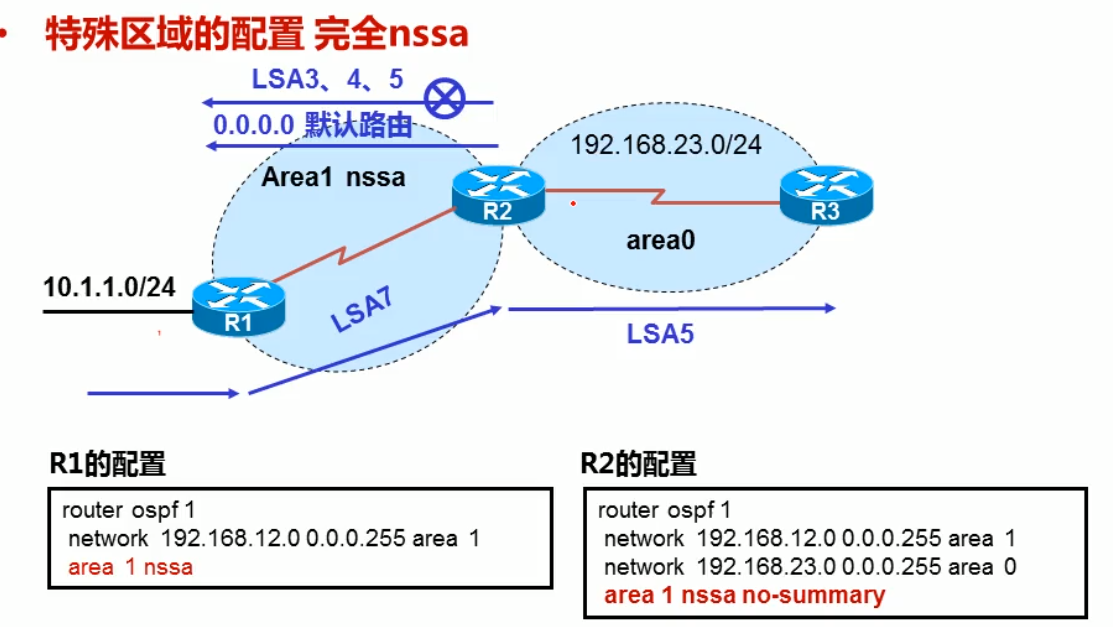 特殊区域的配置 完全nssa
LSA3、4、5
0.0.0.0 默认路由
192.168.23.0/24
Area1 nssa
R2
R3
area0
10.1.1.0/24
R1
LSA7
LSA5
R1的配置
router ospf 1
network 192.168.12.0 0.0.0.255 area 1
area 1 nssa
R2的配置
router ospf 1
network 192.168.12.0 0.0.0.255 area 1
network 192.168.23.0 0.0.0.255 area 0
area 1 nssa no-summary